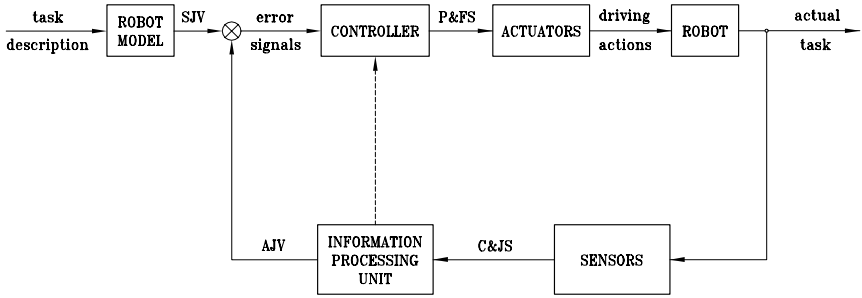 task
description
ROBOT
MODEL
SJV
error
signals
CONTROLLER
P&FS
ACTUATORS
driving
actions
ROBOT
actual
task
AJV
INFORMATION
PROCESSING
UNIT
C&JS
SENSORS